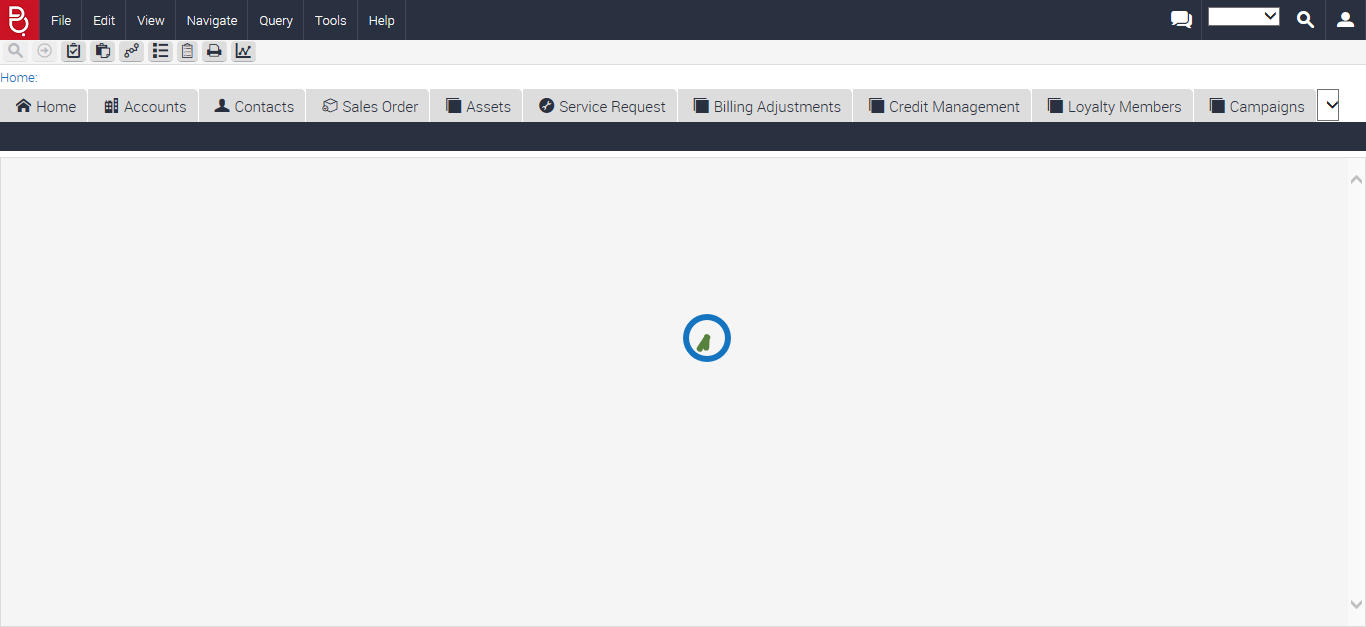 File Edit View Navigate Query Tools Help
Home:
Home Accounts Contacts Sales Order Assets Service Request Billing Adjustments Credit Management Loyalty Members Campaigns